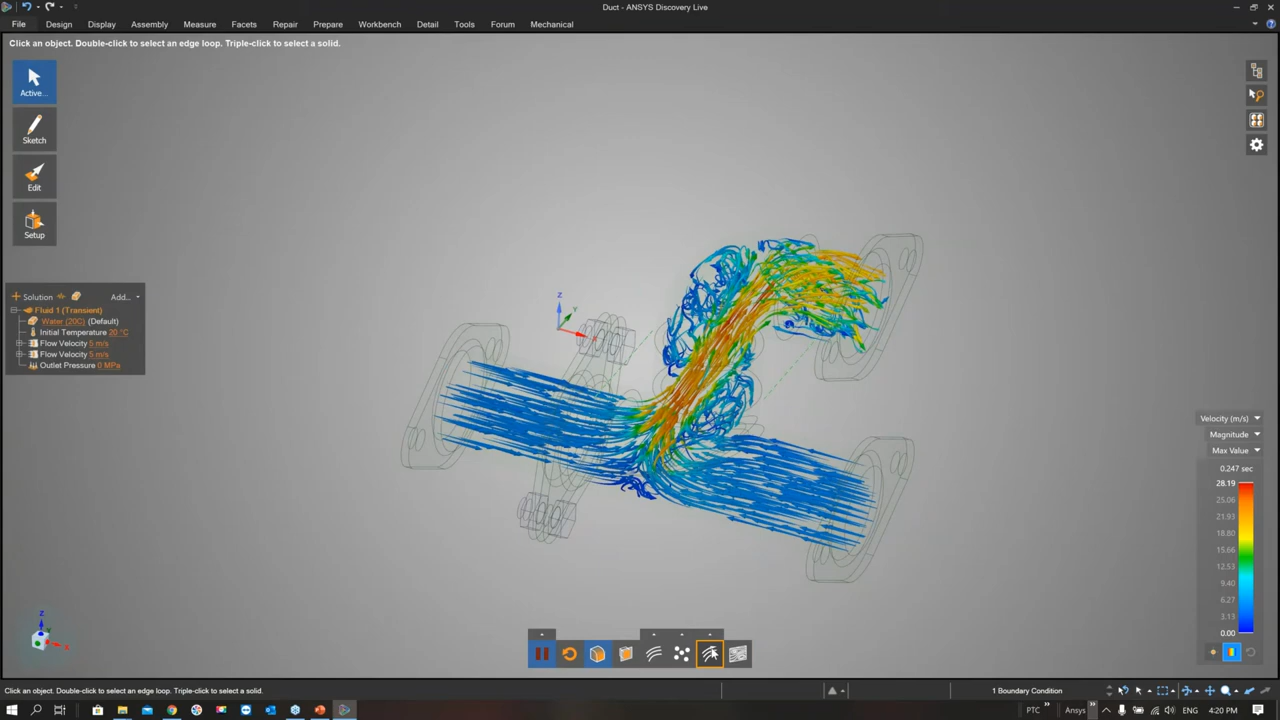 Duct - ANSYS Discovery Live
File Design Display Assembly Measure Facets Repair Prepare Workbench Detail Tools Forum Mechanical
Click an object. Double-click to select an edge loop. Triple-click to select a solid.
Active...
Sketch
Edit
Setup
Solution Add...
Fluid 1 (Transient)
Water (20C) (Default)
Initial Temperature 20 °C
Flow Velocity 5 m/s
Flow Velocity 5 m/s
Outlet Pressure 0 MPa
Z
Y
Velocity (m/s)
Magnitude
Max Value
0.247 sec
28.19
25.06
21.93
18.80
15.66
12.53
9.40
6.27
3.13
0.00
Z
X
Click an object. Double-click to select an edge loop. Triple-click to select a solid.
1 Boundary Condition
PTC Ansys ENG 4:20 PM